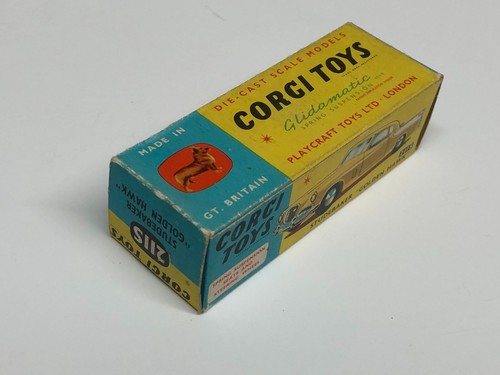 DIE-CAST SCALE MODELS
CORGI TOYS
Glidamatic
SPRING SUSPENSION
PLAYCRAFT TOYS LTD · LONDON
MADE IN
GT. BRITAIN
CORGI
TOYS
STUDEBAKER "GOLDEN HAWK"
STUDEBAKER
"GOLDEN HAWK"
211S
CORGI TOYS